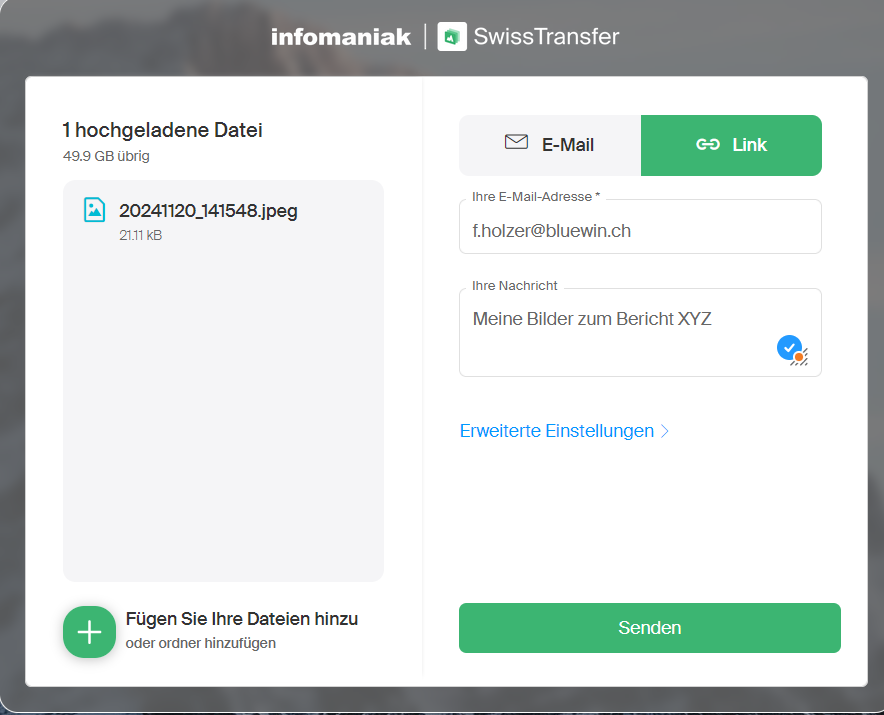 infomaniak | SwissTransfer
1 hochgeladene Datei
49.9 GB übrig
20241120_141548.jpeg
21.11 kB
Fügen Sie Ihre Dateien hinzu
oder ordner hinzufügen
E-Mail
Link
Ihre E-Mail-Adresse *
f.holzer@bluewin.ch
Ihre Nachricht
Meine Bilder zum Bericht XYZ
Erweiterte Einstellungen
Senden